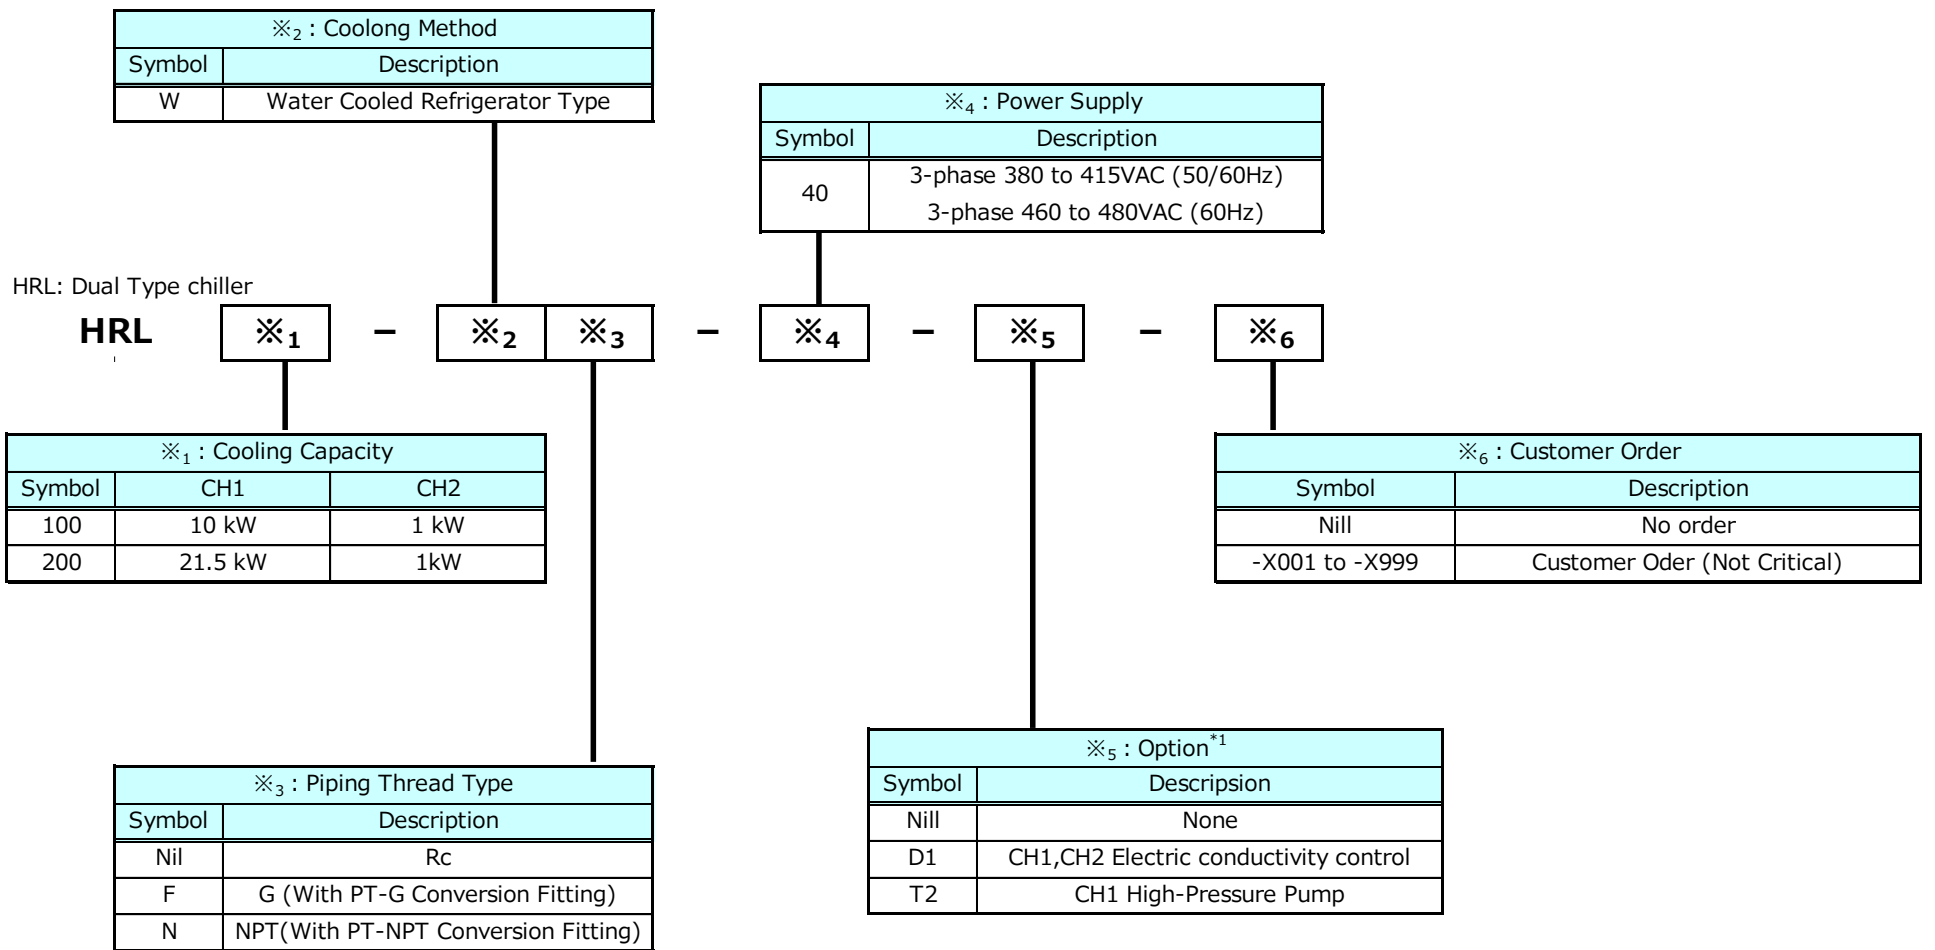 ※2 : Coolong Method
Symbol Description
W Water Cooled Refrigerator Type
※4 : Power Supply
Symbol Description
40 3-phase 380 to 415VAC (50/60Hz)
3-phase 460 to 480VAC (60Hz)
HRL: Dual Type chiller
HRL ※1 – ※2 ※3 – ※4 – ※5 – ※6
※1 : Cooling Capacity
Symbol CH1 CH2
100 10 kW 1 kW
200 21.5 kW 1kW
※6 : Customer Order
Symbol Description
Nill No order
-X001 to -X999 Customer Oder (Not Critical)
※3 : Piping Thread Type
Symbol Description
Nil Rc
F G (With PT-G Conversion Fitting)
N NPT(With PT-NPT Conversion Fitting)
※5 : Option*1
Symbol Descripsion
Nill None
D1 CH1,CH2 Electric conductivity control
T2 CH1 High-Pressure Pump